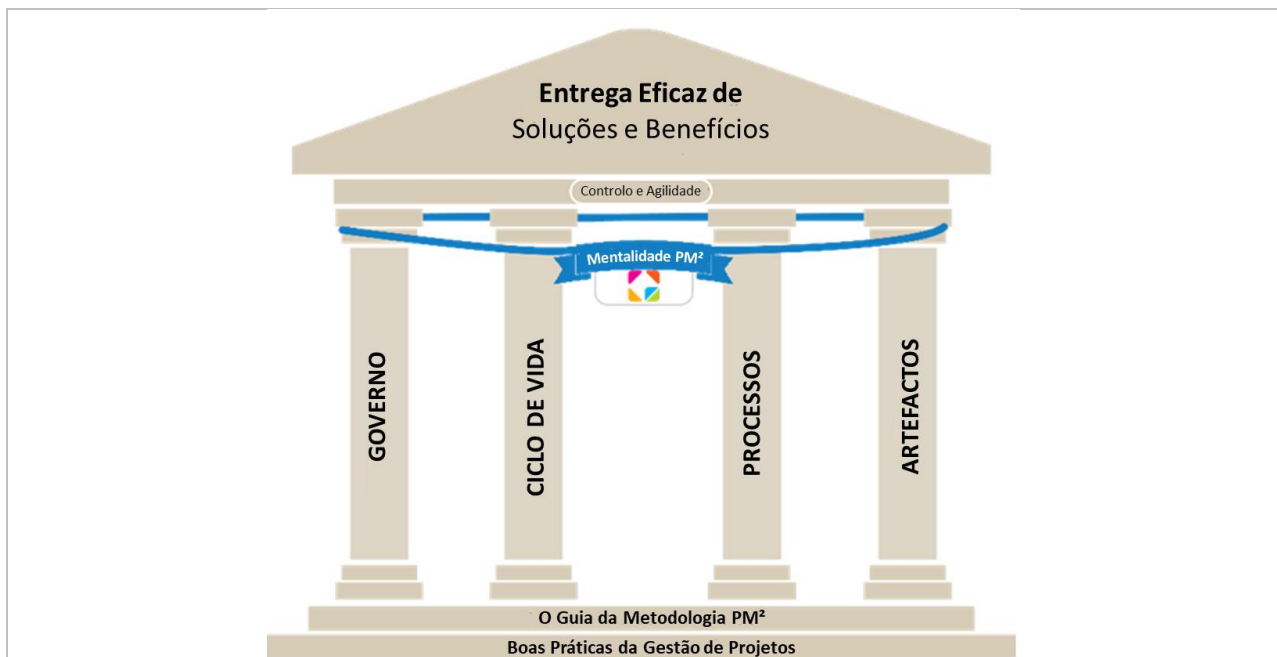 Entrega Eficaz de
Soluções e Benefícios
Controlo e Agilidade
Mentalidade PM²
GOVERNO
CICLO DE VIDA
PROCESSOS
ARTEFACTOS
O Guia da Metodologia PM²
Boas Práticas da Gestão de Projetos